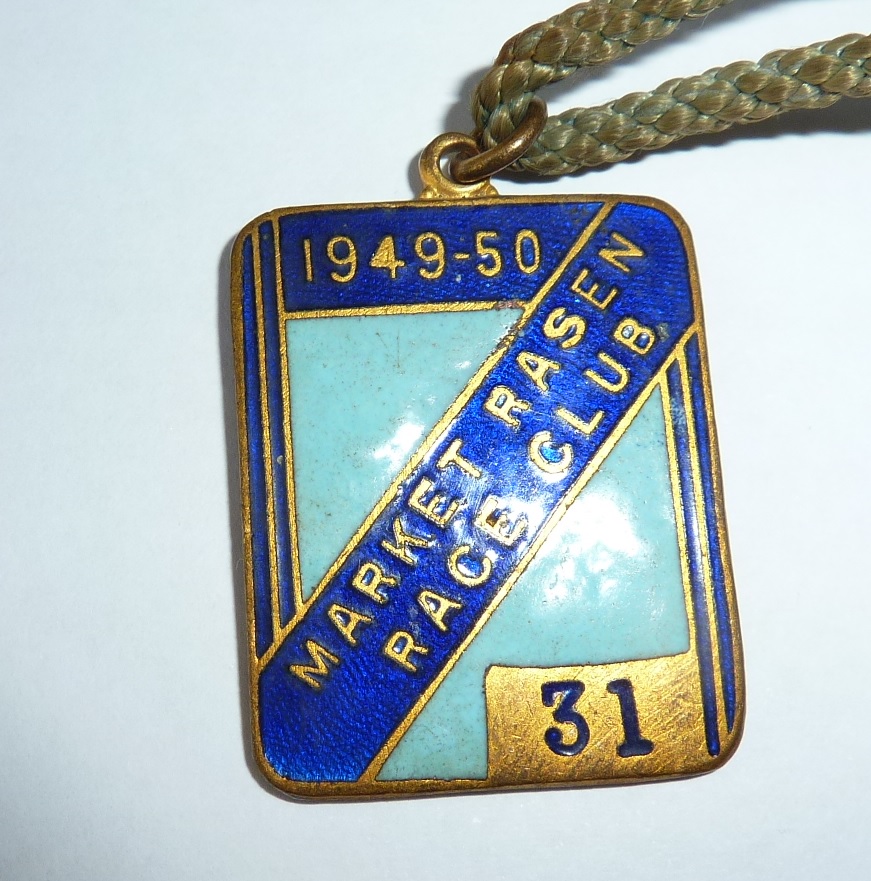 1949-50
MARKET RASEN
RACE CLUB
31